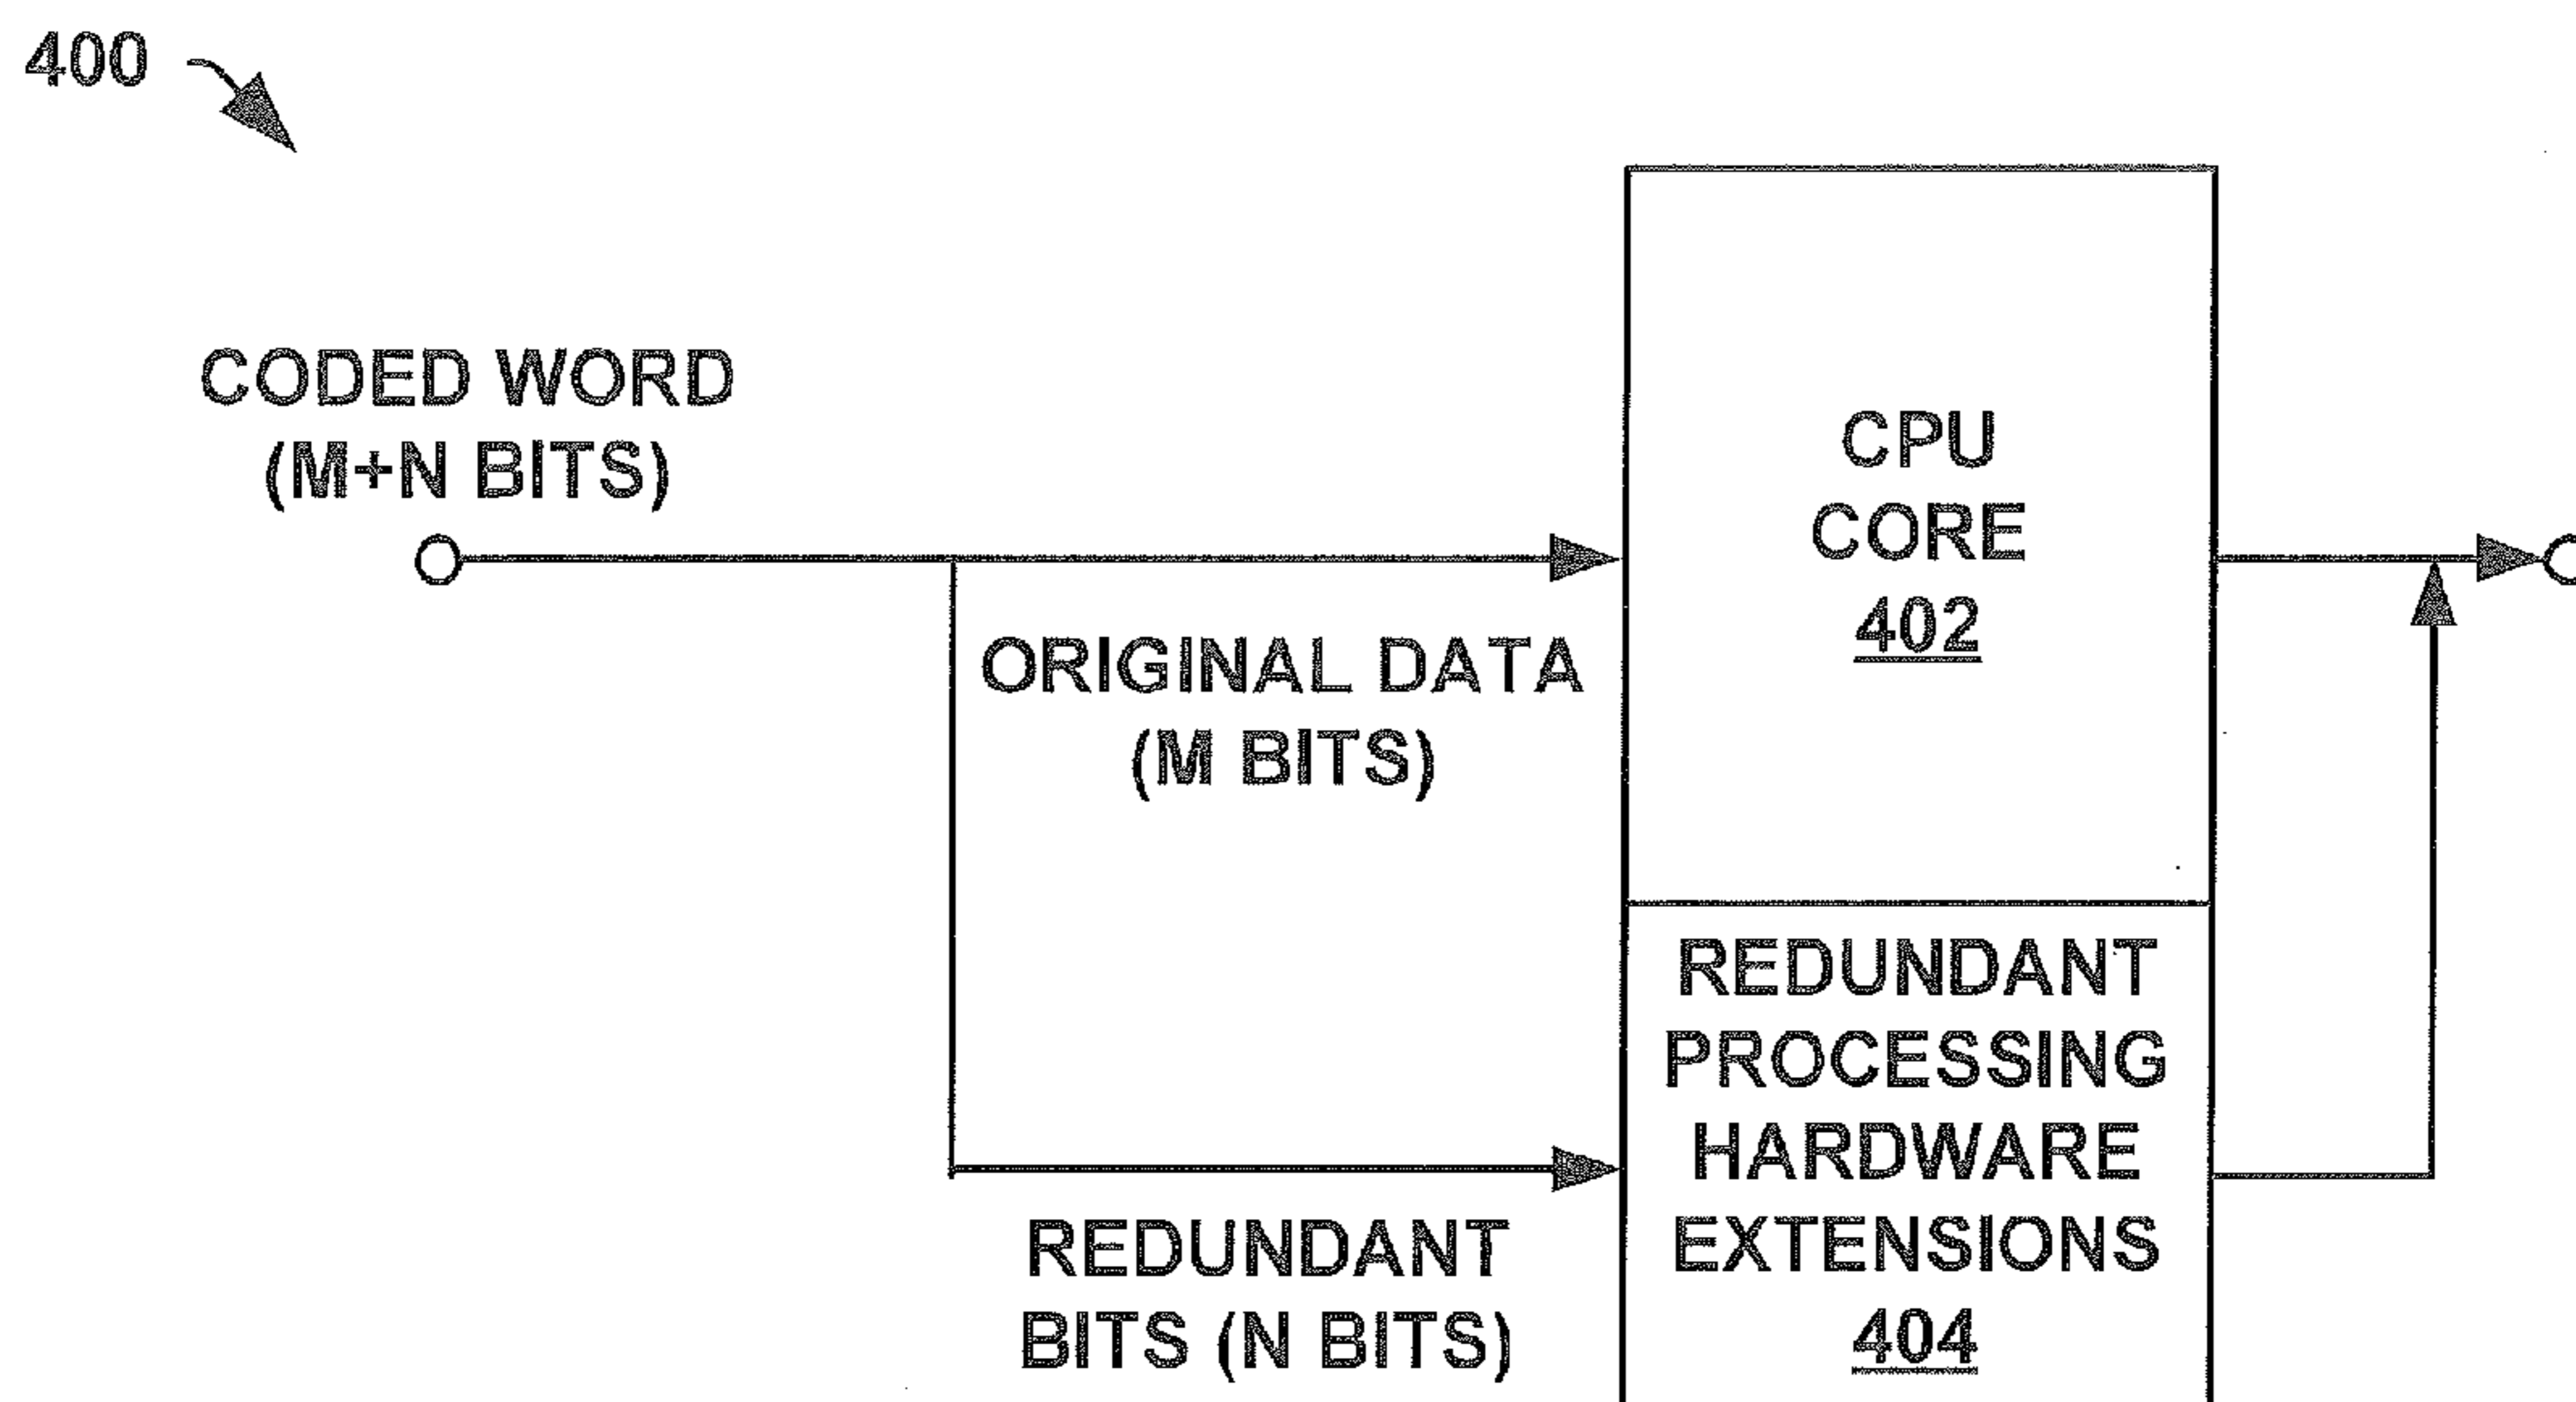 400
CODED WORD
(M+N BITS)
CPU
CORE
402
ORIGINAL DATA
(M BITS)
REDUNDANT
PROCESSING
HARDWARE
EXTENSIONS
404
REDUNDANT
BITS (N BITS)